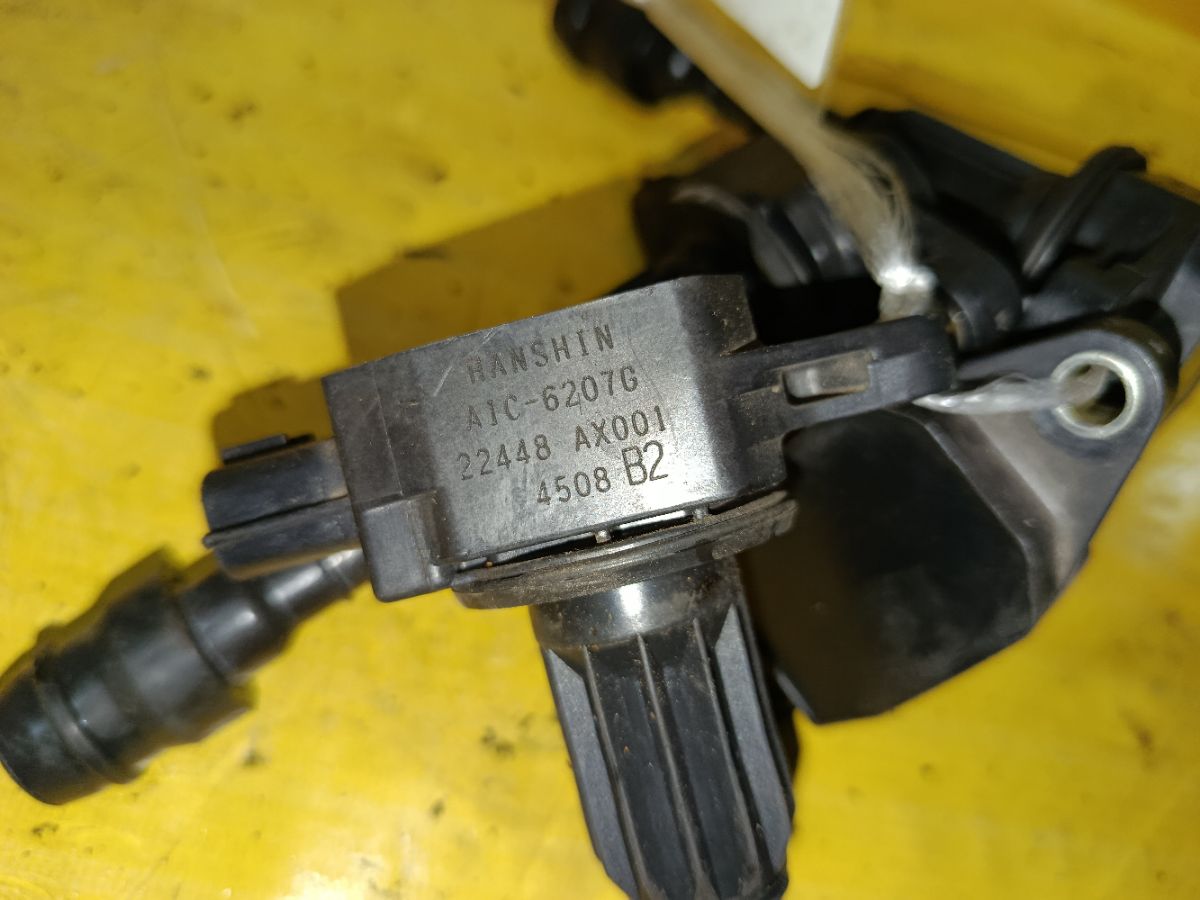 HANSHIN
AIC-6207G
22448 AX001
4508 B2